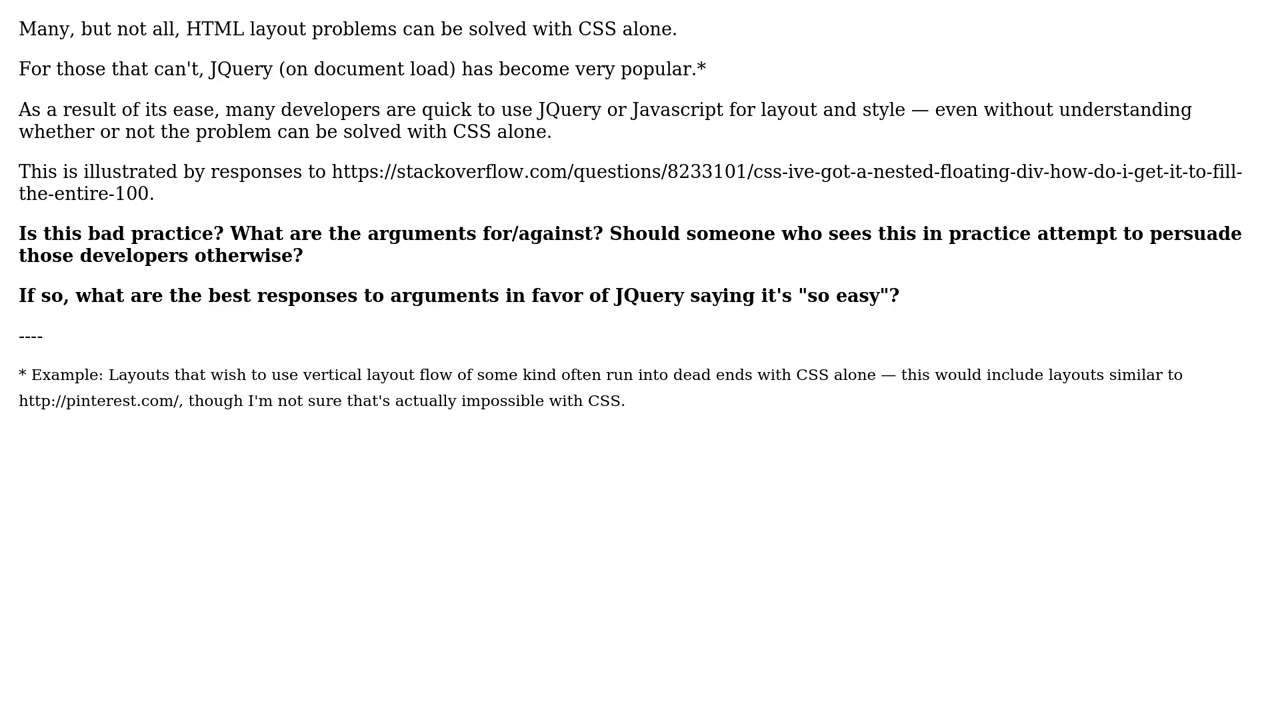 Many, but not all, HTML layout problems can be solved with CSS alone.
For those that can't, JQuery (on document load) has become very popular.*
As a result of its ease, many developers are quick to use JQuery or Javascript for layout and style — even without understanding
whether or not the problem can be solved with CSS alone.
This is illustrated by responses to https://stackoverflow.com/questions/8233101/css-ive-got-a-nested-floating-div-how-do-i-get-it-to-fill-
the-entire-100.
Is this bad practice? What are the arguments for/against? Should someone who sees this in practice attempt to persuade
those developers otherwise?
If so, what are the best responses to arguments in favor of JQuery saying it's "so easy"?
----
* Example: Layouts that wish to use vertical layout flow of some kind often run into dead ends with CSS alone — this would include layouts similar to
http://pinterest.com/, though I'm not sure that's actually impossible with CSS.